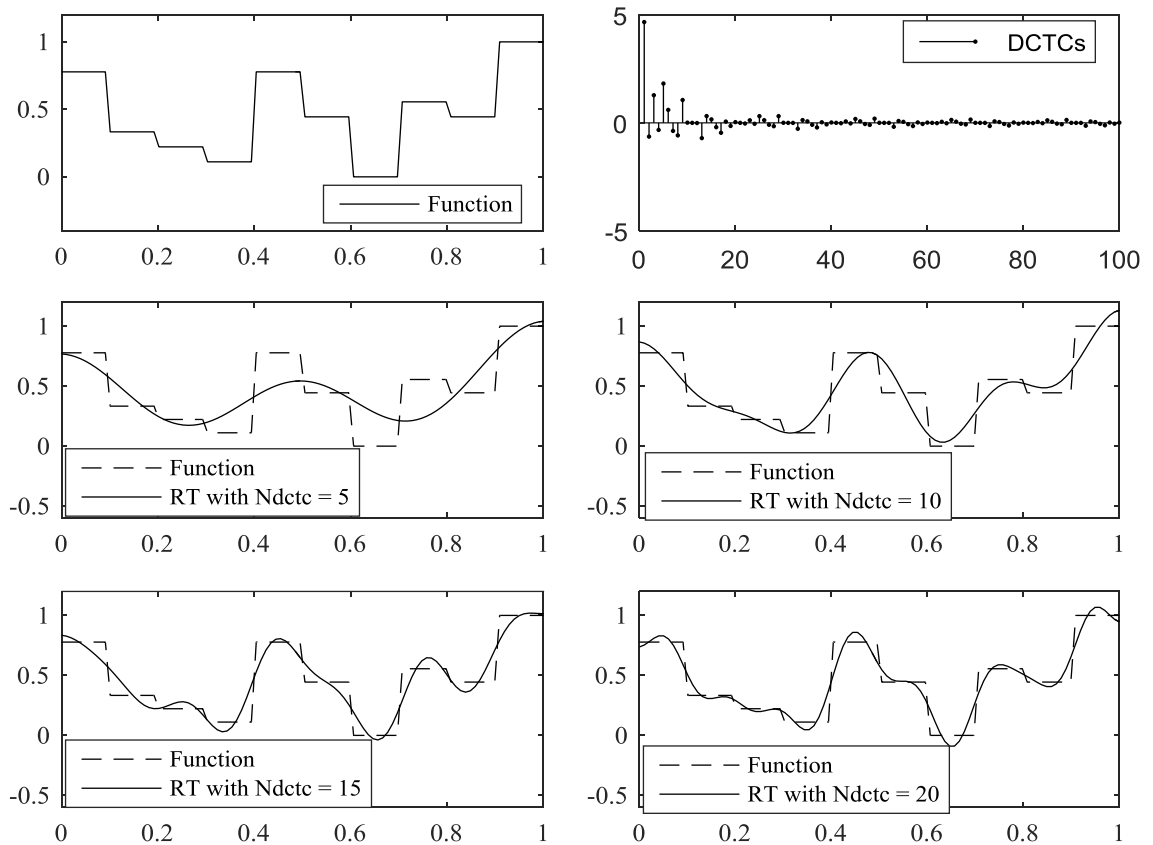 1
0.5
0
Function
0 0.2 0.4 0.6 0.8 1
5
0
-5
DCTCs
0 20 40 60 80 100
1
0.5
0
-0.5
Function
RT with Ndctc = 5
0 0.2 0.4 0.6 0.8 1
1
0.5
0
-0.5
Function
RT with Ndctc = 10
0 0.2 0.4 0.6 0.8 1
1
0.5
0
-0.5
Function
RT with Ndctc = 15
0 0.2 0.4 0.6 0.8 1
1
0.5
0
-0.5
Function
RT with Ndctc = 20
0 0.2 0.4 0.6 0.8 1